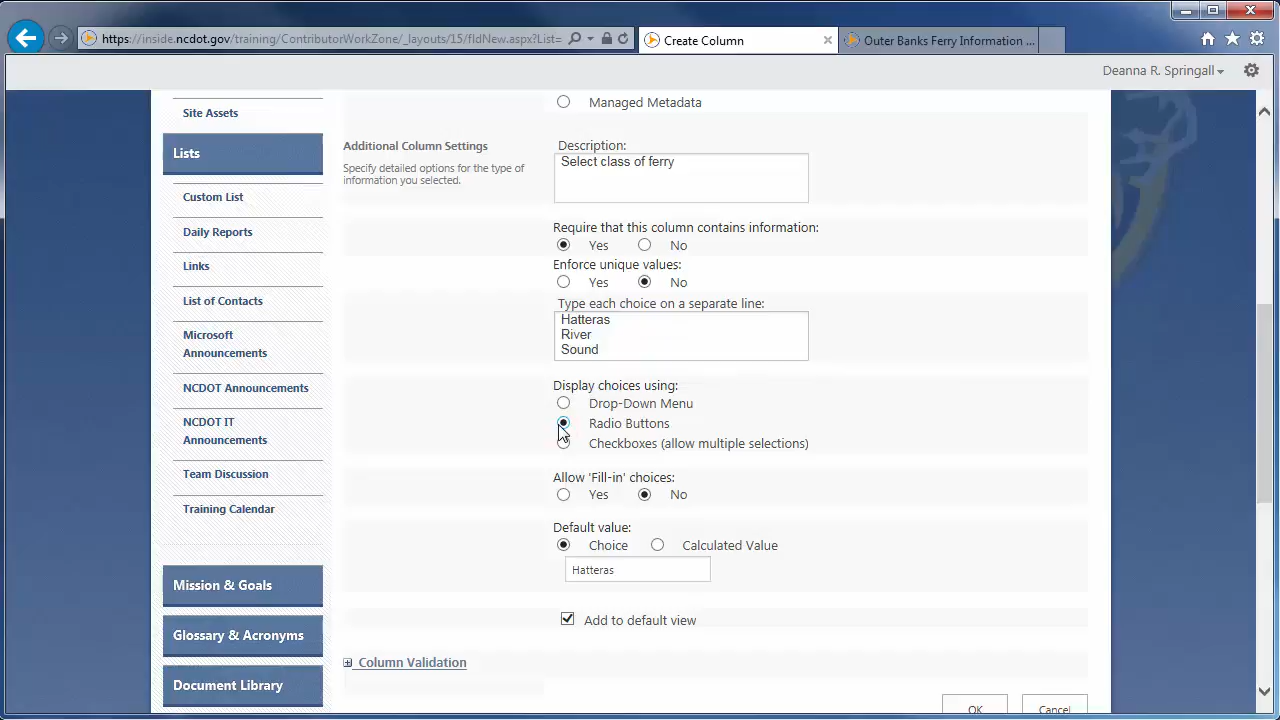 https://inside.ncdot.gov/training/ContributorWorkZone/_layouts/15/fldNew.aspx?List=
Create Column
Outer Banks Ferry Information ...
Deanna R. Springall
Site Assets
Lists
Custom List
Daily Reports
Links
List of Contacts
Microsoft
Announcements
NCDOT Announcements
NCDOT IT
Announcements
Team Discussion
Training Calendar
Mission & Goals
Glossary & Acronyms
Document Library
Managed Metadata
Additional Column Settings
Specify detailed options for the type of
information you selected.
Description:
Select class of ferry
Require that this column contains information:
Yes No
Enforce unique values:
Yes No
Type each choice on a separate line:
Hatteras
River
Sound
Display choices using:
Drop-Down Menu
Radio Buttons
Checkboxes (allow multiple selections)
Allow 'Fill-in' choices:
Yes No
Default value:
Choice Calculated Value
Hatteras
Add to default view
Column Validation
OK Cancel